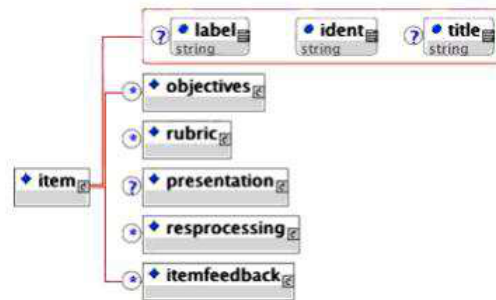 ? label ident ? title
string string string
* objectives
* rubric
item
? presentation
* resprocessing
* itemfeedback